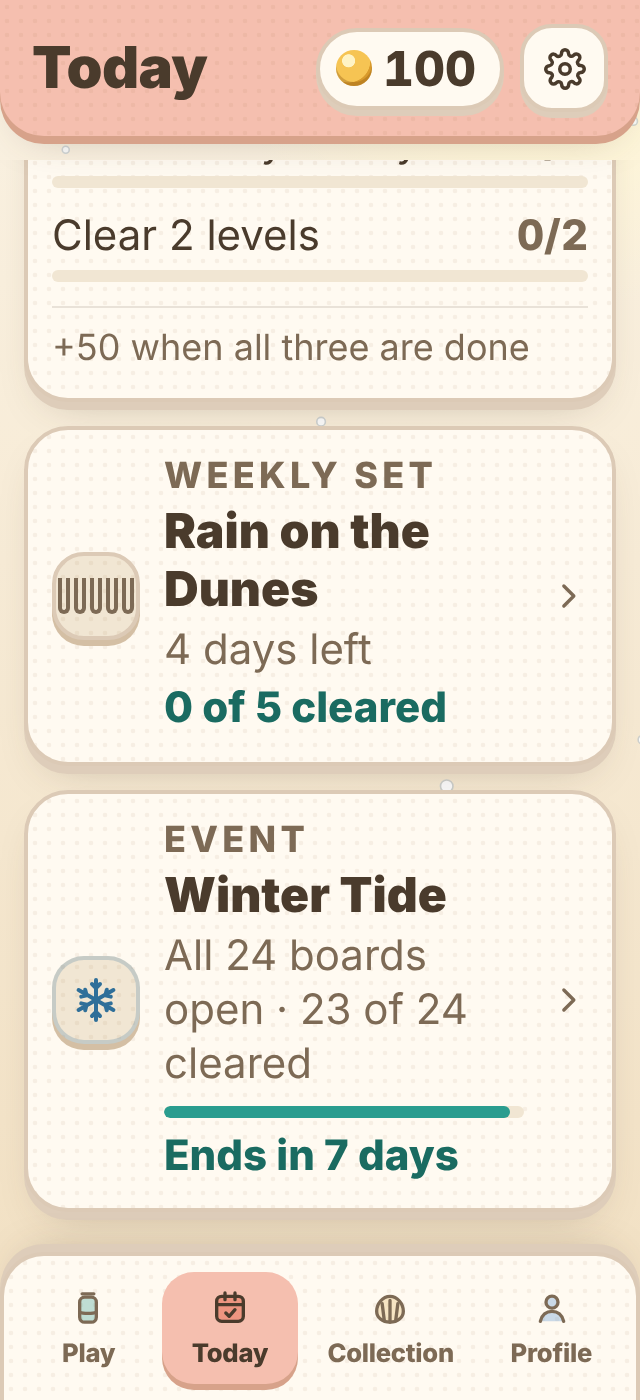 Today
100
Clear 2 levels
0/2
+50 when all three are done
WEEKLY SET
Rain on the
Dunes
4 days left
0 of 5 cleared
EVENT
Winter Tide
All 24 boards
open · 23 of 24
cleared
Ends in 7 days
Play
Today
Collection
Profile